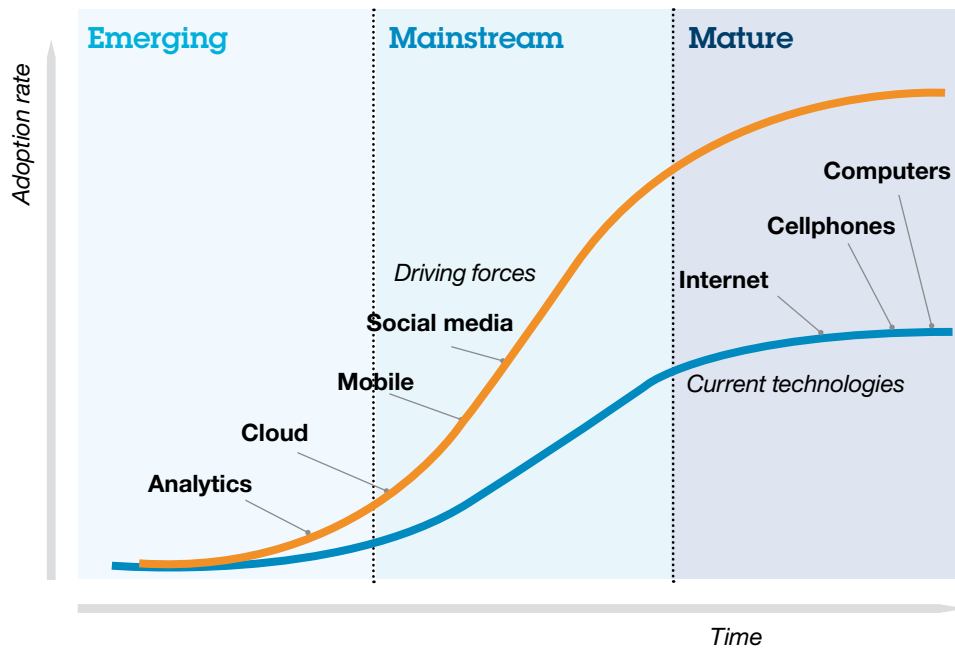 Emerging
Mainstream
Mature
Adoption rate
Computers
Cellphones
Driving forces
Internet
Social media
Mobile
Current technologies
Cloud
Analytics
Time